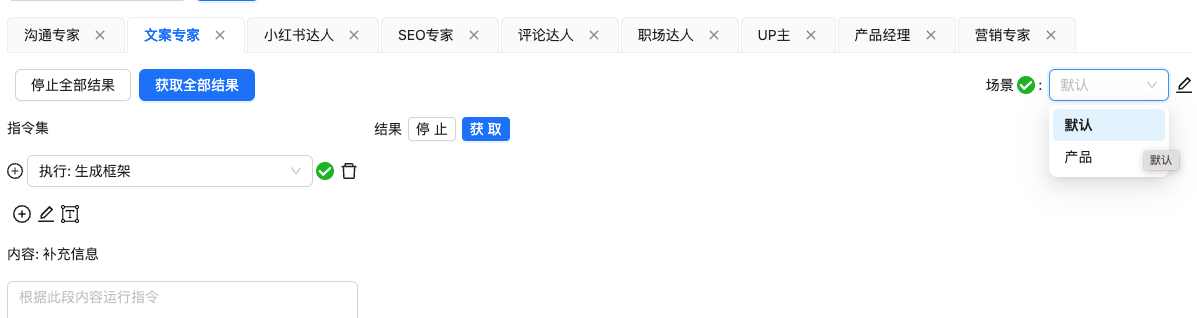 沟通专家 文案专家 小红书达人 SEO专家 评论达人 职场达人 UP主 产品经理 营销专家
停止全部结果 获取全部结果 场景 : 默认
默认
产品 默认
指令集 结果 停 止 获 取
执行: 生成框架
内容: 补充信息
根据此段内容运行指令